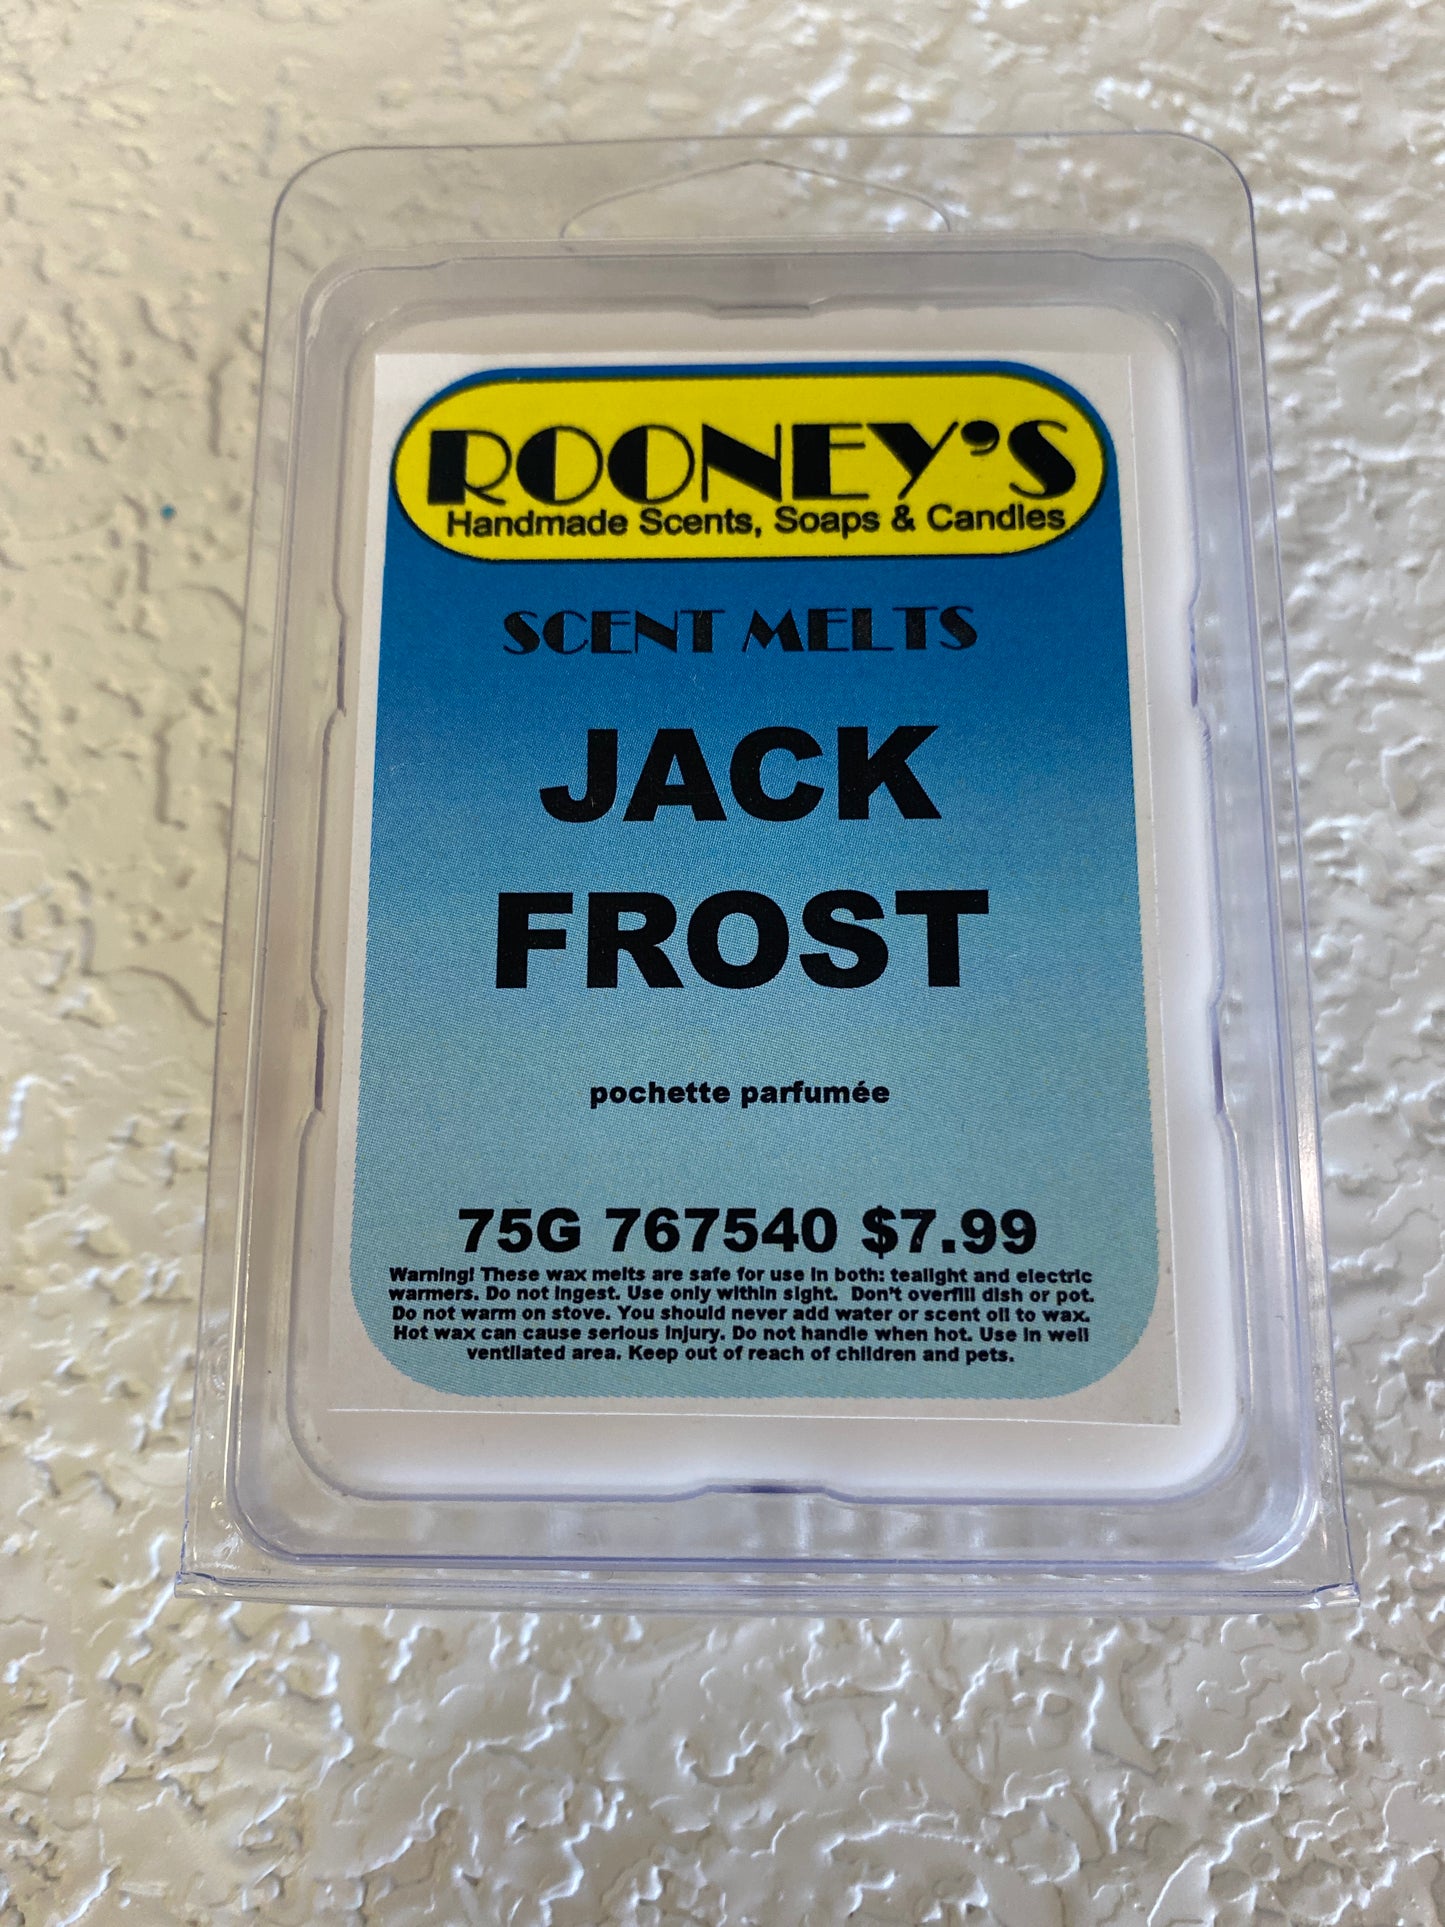 ROONEY'S
Handmade Scents, Soaps & Candles
SCENT MELTS
JACK
FROST
pochette parfumée
75G 767540 $7.99
Warning! These wax melts are safe for use in both: tealight and electric
warmers. Do not ingest. Use only within sight. Don't overfill dish or pot.
Do not warm on stove. You should never add water or scent oil to wax.
Hot wax can cause serious injury. Do not handle when hot. Use in well
ventilated area. Keep out of reach of children and pets.